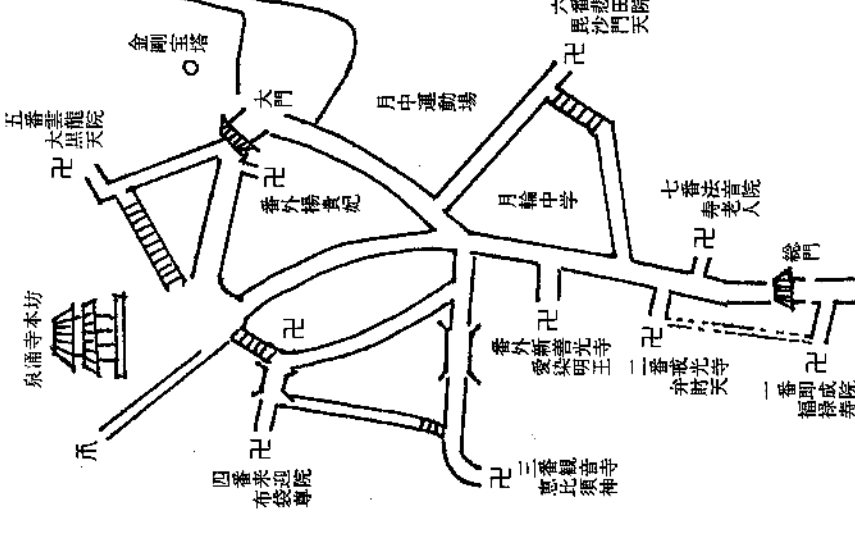 六番悲田院
毘沙門天
金剛宝塔
大門
月中運動場
五番雲龍院
大黒天
番外楊貴妃
月輪中学
七番法音院
寿老人
総門
泉涌寺本坊
番外新善光寺
愛染明王
二番戒光寺
弁財天
一番即成院
福禄寿
四番来迎院
布袋尊
三番観音寺
恵比須神